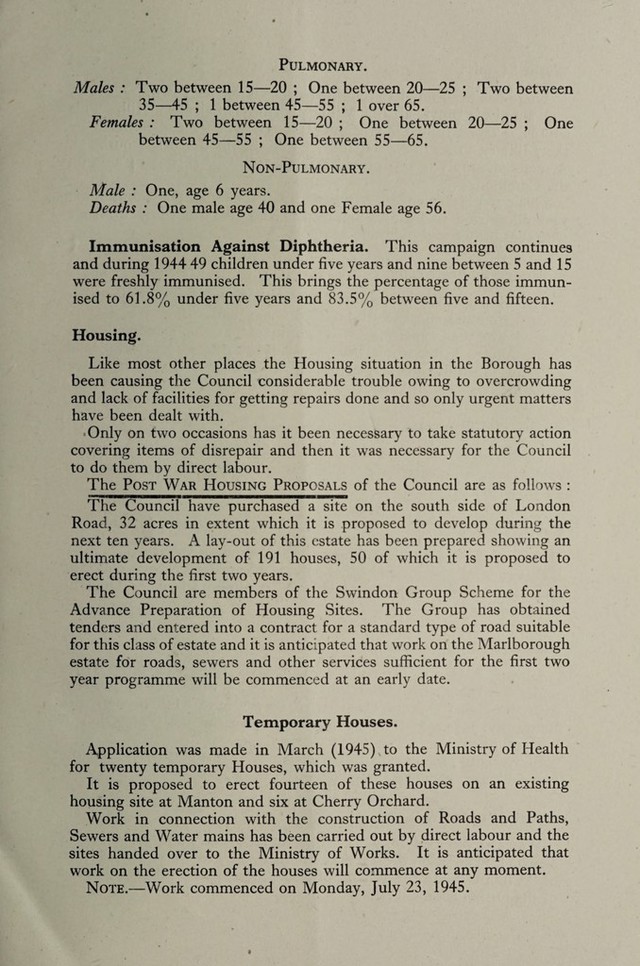 PULMONARY.
Males : Two between 15—20 ; One between 20—25 ; Two between
35—45 ; 1 between 45—55 ; 1 over 65.
Females : Two between 15—20 ; One between 20—25 ; One
between 45—55 ; One between 55—65.
NON-PULMONARY.
Male : One, age 6 years.
Deaths : One male age 40 and one Female age 56.
Immunisation Against Diphtheria. This campaign continues
and during 1944 49 children under five years and nine between 5 and 15
were freshly immunised. This brings the percentage of those immun-
ised to 61.8% under five years and 83.5% between five and fifteen.
Housing.
Like most other places the Housing situation in the Borough has
been causing the Council considerable trouble owing to overcrowding
and lack of facilities for getting repairs done and so only urgent matters
have been dealt with.
Only on two occasions has it been necessary to take statutory action
covering items of disrepair and then it was necessary for the Council
to do them by direct labour.
The POST WAR HOUSING PROPOSALS of the Council are as follows :
The Council have purchased a site on the south side of London
Road, 32 acres in extent which it is proposed to develop during the
next ten years. A lay-out of this estate has been prepared showing an
ultimate development of 191 houses, 50 of which it is proposed to
erect during the first two years.
The Council are members of the Swindon Group Scheme for the
Advance Preparation of Housing Sites. The Group has obtained
tenders and entered into a contract for a standard type of road suitable
for this class of estate and it is anticipated that work on the Marlborough
estate for roads, sewers and other services sufficient for the first two
year programme will be commenced at an early date.
Temporary Houses.
Application was made in March (1945) to the Ministry of Health
for twenty temporary Houses, which was granted.
It is proposed to erect fourteen of these houses on an existing
housing site at Manton and six at Cherry Orchard.
Work in connection with the construction of Roads and Paths,
Sewers and Water mains has been carried out by direct labour and the
sites handed over to the Ministry of Works. It is anticipated that
work on the erection of the houses will commence at any moment.
NOTE.—Work commenced on Monday, July 23, 1945.